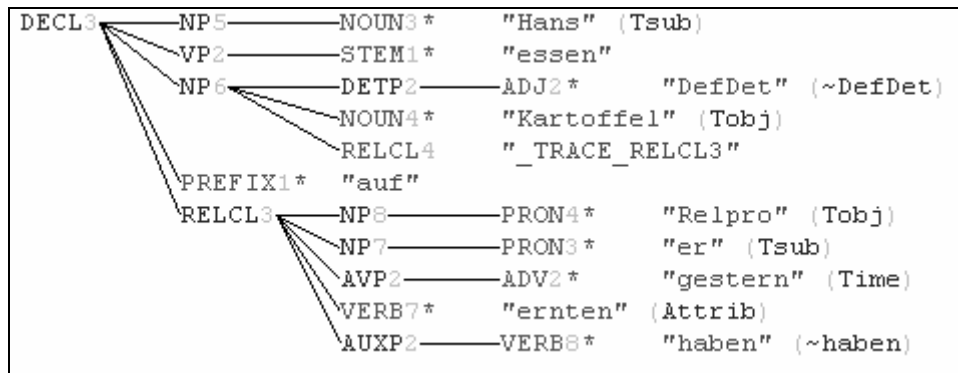 DECL3 NP5 NOUN3* "Hans" (Tsub)
VP2 STEM1* "essen"
NP6 DETP2 ADJ2* "DefDet" (~DefDet)
NOUN4* "Kartoffel" (Tobj)
RELCL4 "_TRACE_RELCL3"
PREFIX1* "auf"
RELCL3 NP8 PRON4* "Relpro" (Tobj)
NP7 PRON3* "er" (Tsub)
AVP2 ADV2* "gestern" (Time)
VERB7* "ernten" (Attrib)
AUXP2 VERB8* "haben" (~haben)